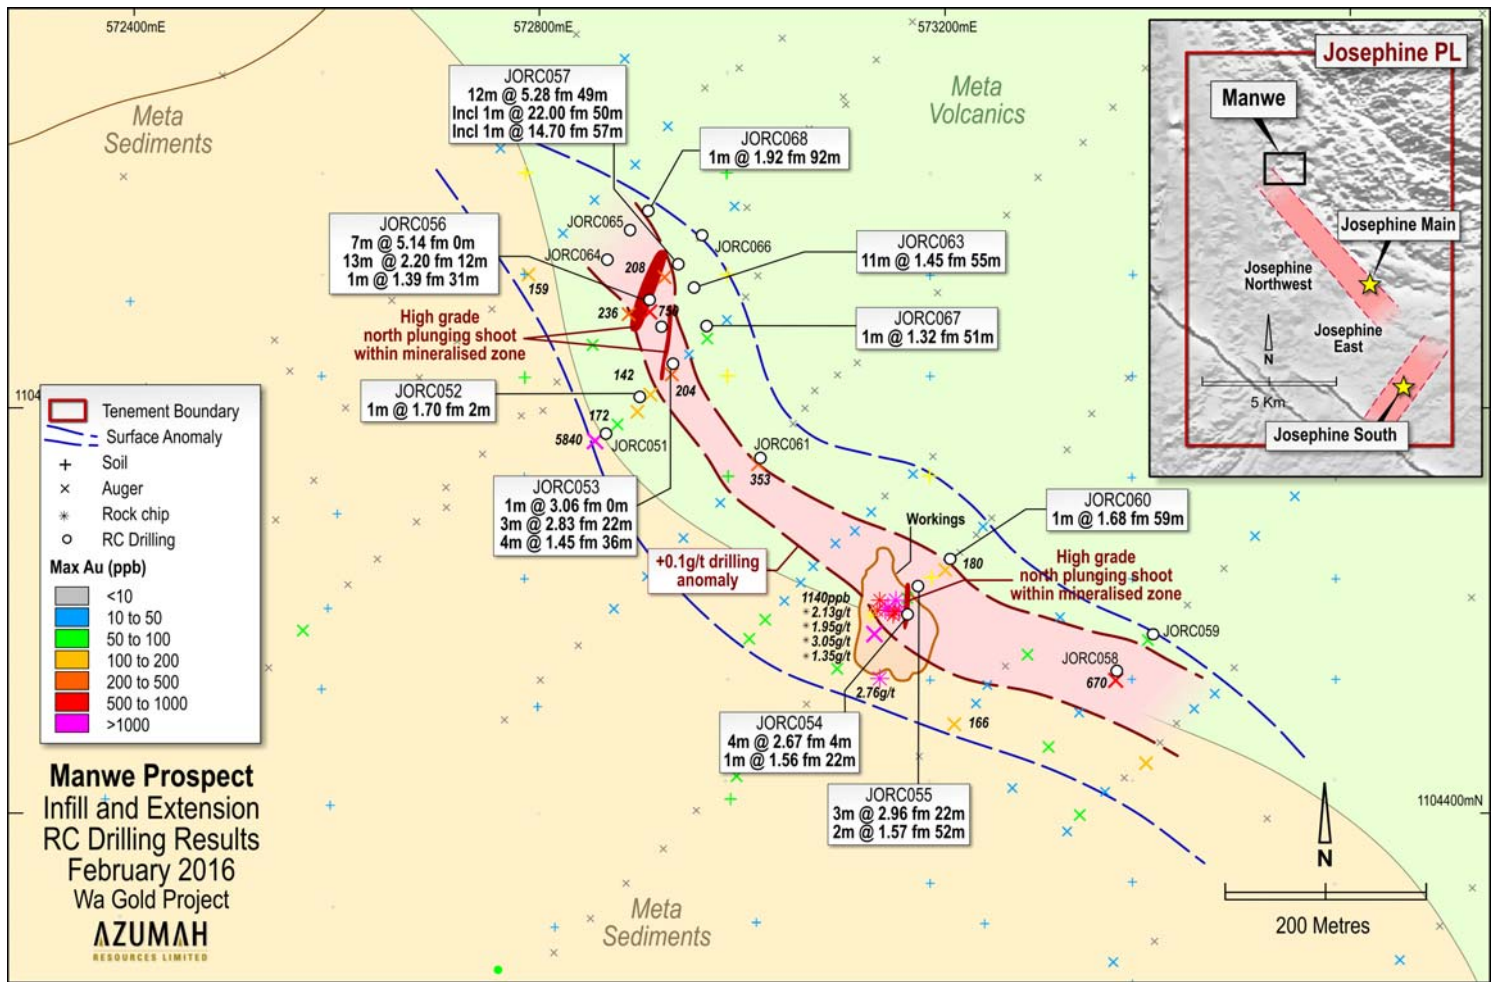 572400mE
572800mE
573200mE
Meta
Sediments
Meta
Volcanics
JORC057
12m @ 5.28 fm 49m
Incl 1m @ 22.00 fm 50m
Incl 1m @ 14.70 fm 57m
JORC068
1m @ 1.92 fm 92m
JORC056
7m @ 5.14 fm 0m
13m @ 2.20 fm 12m
1m @ 1.39 fm 31m
JORC065
JORC064
JORC066
JORC063
11m @ 1.45 fm 55m
JORC067
1m @ 1.32 fm 51m
208
159
236
High grade
north plunging shoot
within mineralised zone
JORC052
1m @ 1.70 fm 2m
142
204
172
5840
JORC051
JORC061
353
JORC053
1m @ 3.06 fm 0m
3m @ 2.83 fm 22m
4m @ 1.45 fm 36m
JORC060
1m @ 1.68 fm 59m
Workings
180
High grade
north plunging shoot
within mineralised zone
+0.1g/t drilling
anomaly
1140ppb
2.13g/t
1.95g/t
3.05g/t
1.35g/t
2.76g/t
JORC059
JORC058
670
166
JORC054
4m @ 2.67 fm 4m
1m @ 1.56 fm 22m
JORC055
3m @ 2.96 fm 22m
2m @ 1.57 fm 52m
Meta
Sediments
1104400mN
N
200 Metres
Josephine PL
Manwe
Josephine Main
Josephine
Northwest
Josephine
East
N
5 Km
Josephine South
1104
Tenement Boundary
Surface Anomaly
Soil
Auger
Rock chip
RC Drilling
Max Au (ppb)
<10
10 to 50
50 to 100
100 to 200
200 to 500
500 to 1000
>1000
Manwe Prospect
Infill and Extension
RC Drilling Results
February 2016
Wa Gold Project
AZUMAH
RESOURCES LIMITED